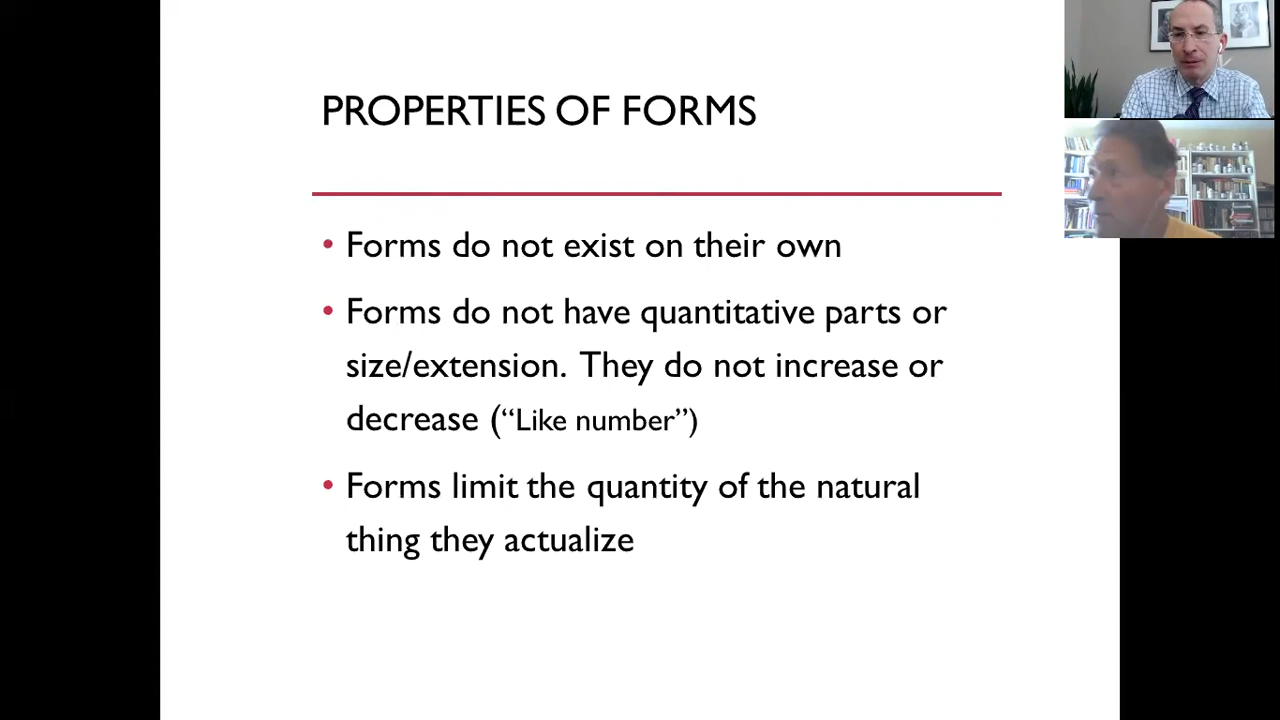 PROPERTIES OF FORMS
• Forms do not exist on their own
• Forms do not have quantitative parts or
size/extension. They do not increase or
decrease (“Like number”)
• Forms limit the quantity of the natural
thing they actualize